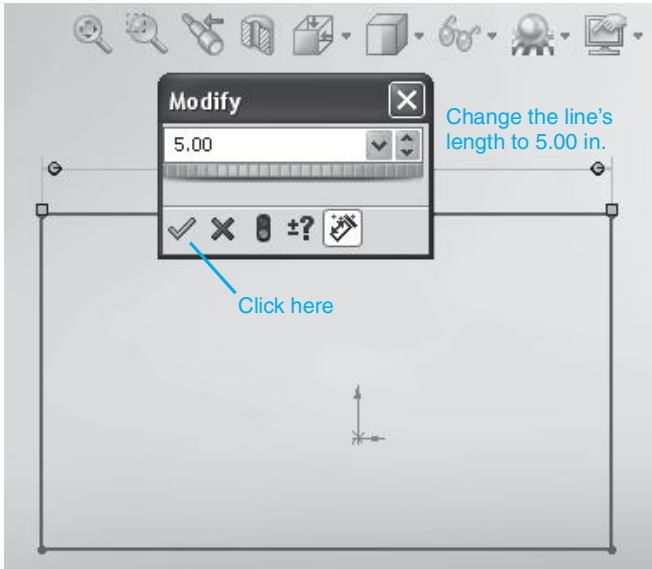 Modify
5.00
Change the line's
length to 5.00 in.
±?
Click here